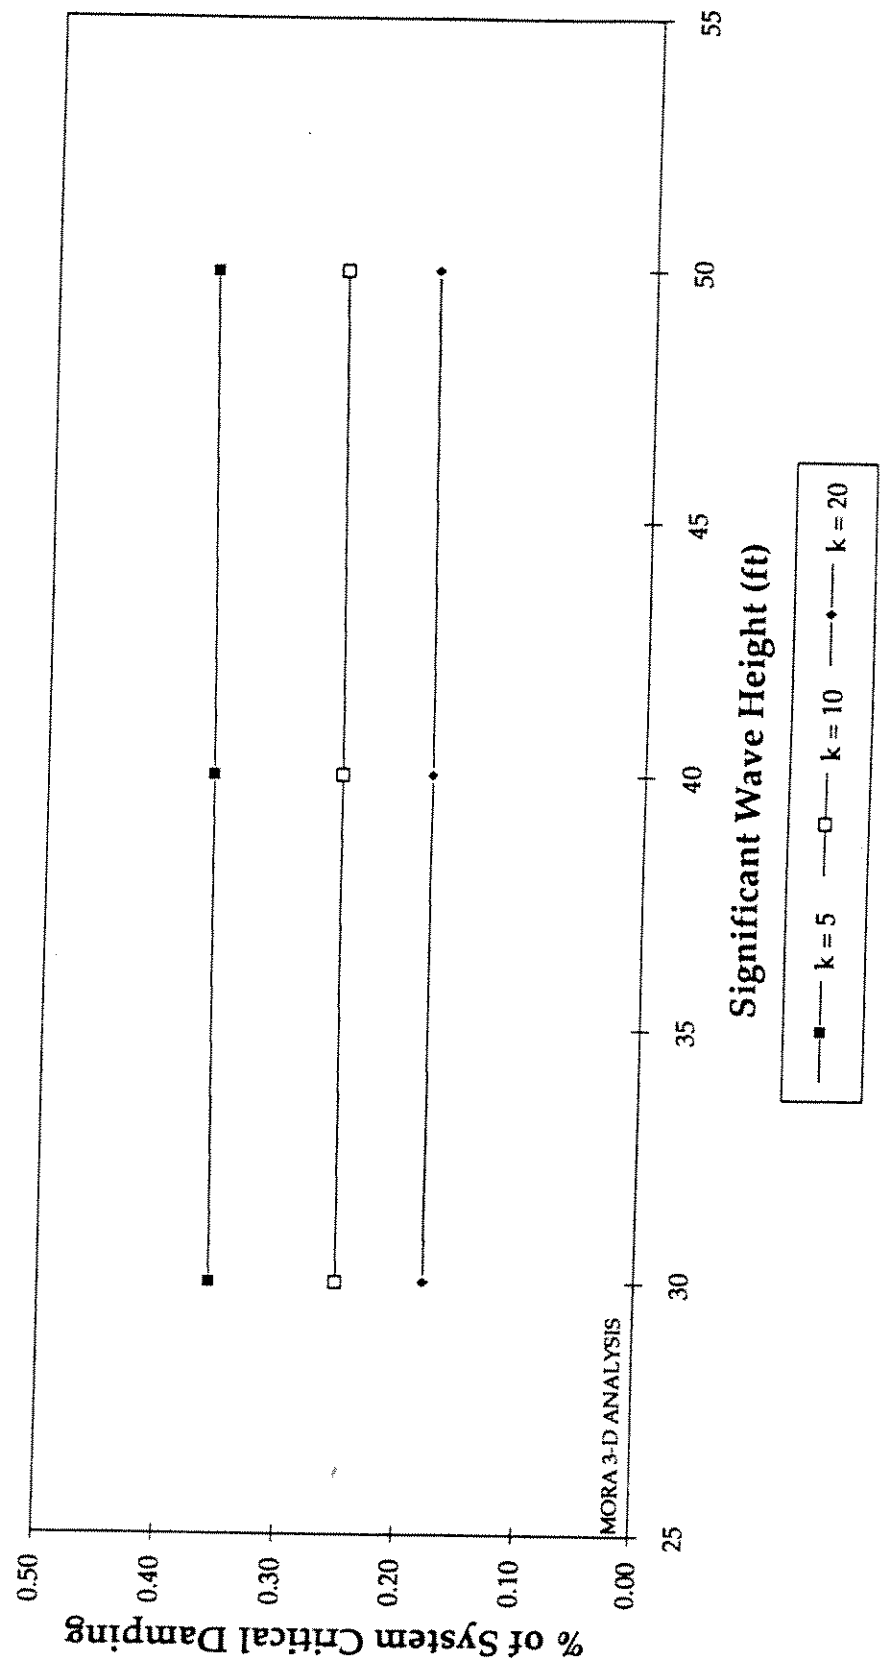 % of System Critical Damping
0.50
0.40
0.30
0.20
0.10
0.00
MORA 3-D ANALYSIS
25
30
35
40
45
50
55
Significant Wave Height (ft)
k = 5
k = 10
k = 20